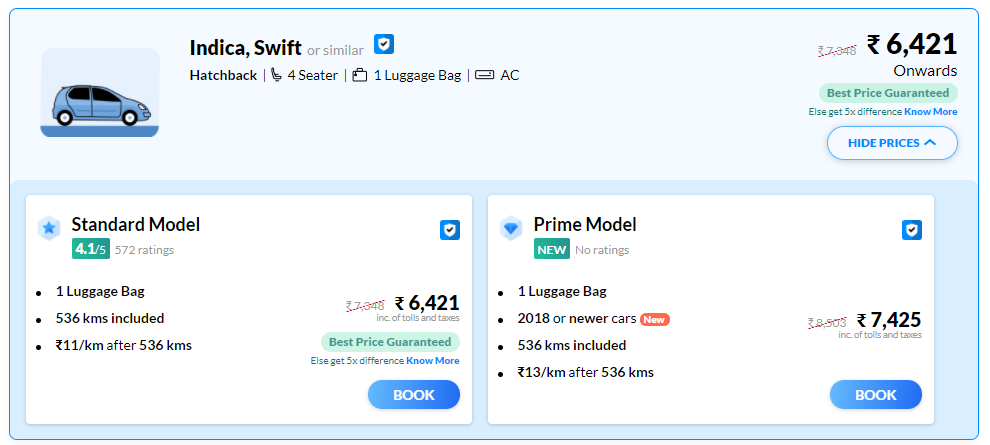 Indica, Swift or similar
₹ 7,348 ₹ 6,421
Hatchback | 4 Seater | 1 Luggage Bag | AC
Onwards
Best Price Guaranteed
Else get 5x difference Know More
HIDE PRICES
Standard Model
4.1/5 572 ratings
1 Luggage Bag
536 kms included
₹11/km after 536 kms
₹ 7,348 ₹ 6,421
inc. of tolls and taxes
Best Price Guaranteed
Else get 5x difference Know More
BOOK
Prime Model
NEW No ratings
1 Luggage Bag
2018 or newer cars New
536 kms included
₹13/km after 536 kms
₹ 8,503 ₹ 7,425
inc. of tolls and taxes
BOOK